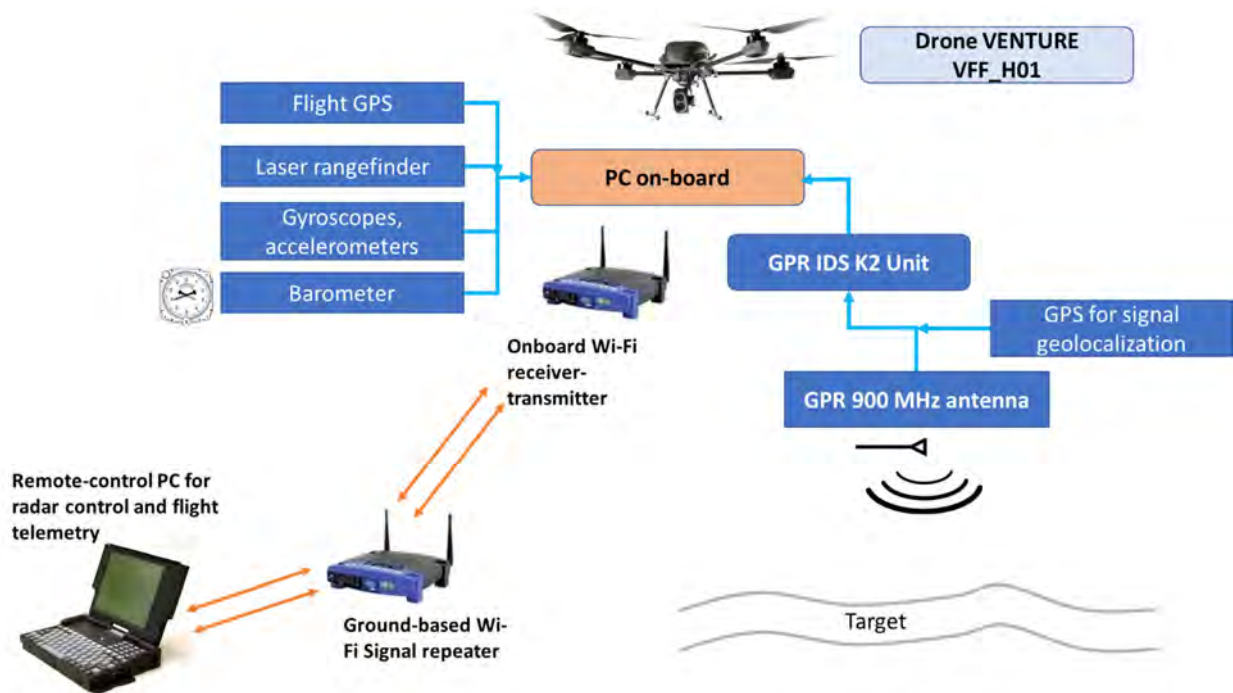 Drone VENTURE
VFF_H01
Flight GPS
Laser rangefinder
PC on-board
Gyroscopes,
accelerometers
GPR IDS K2 Unit
Barometer
GPS for signal
geolocalization
Onboard Wi-Fi
receiver-
transmitter
GPR 900 MHz antenna
Remote-control PC for
radar control and flight
telemetry
Target
Ground-based Wi-
Fi Signal repeater